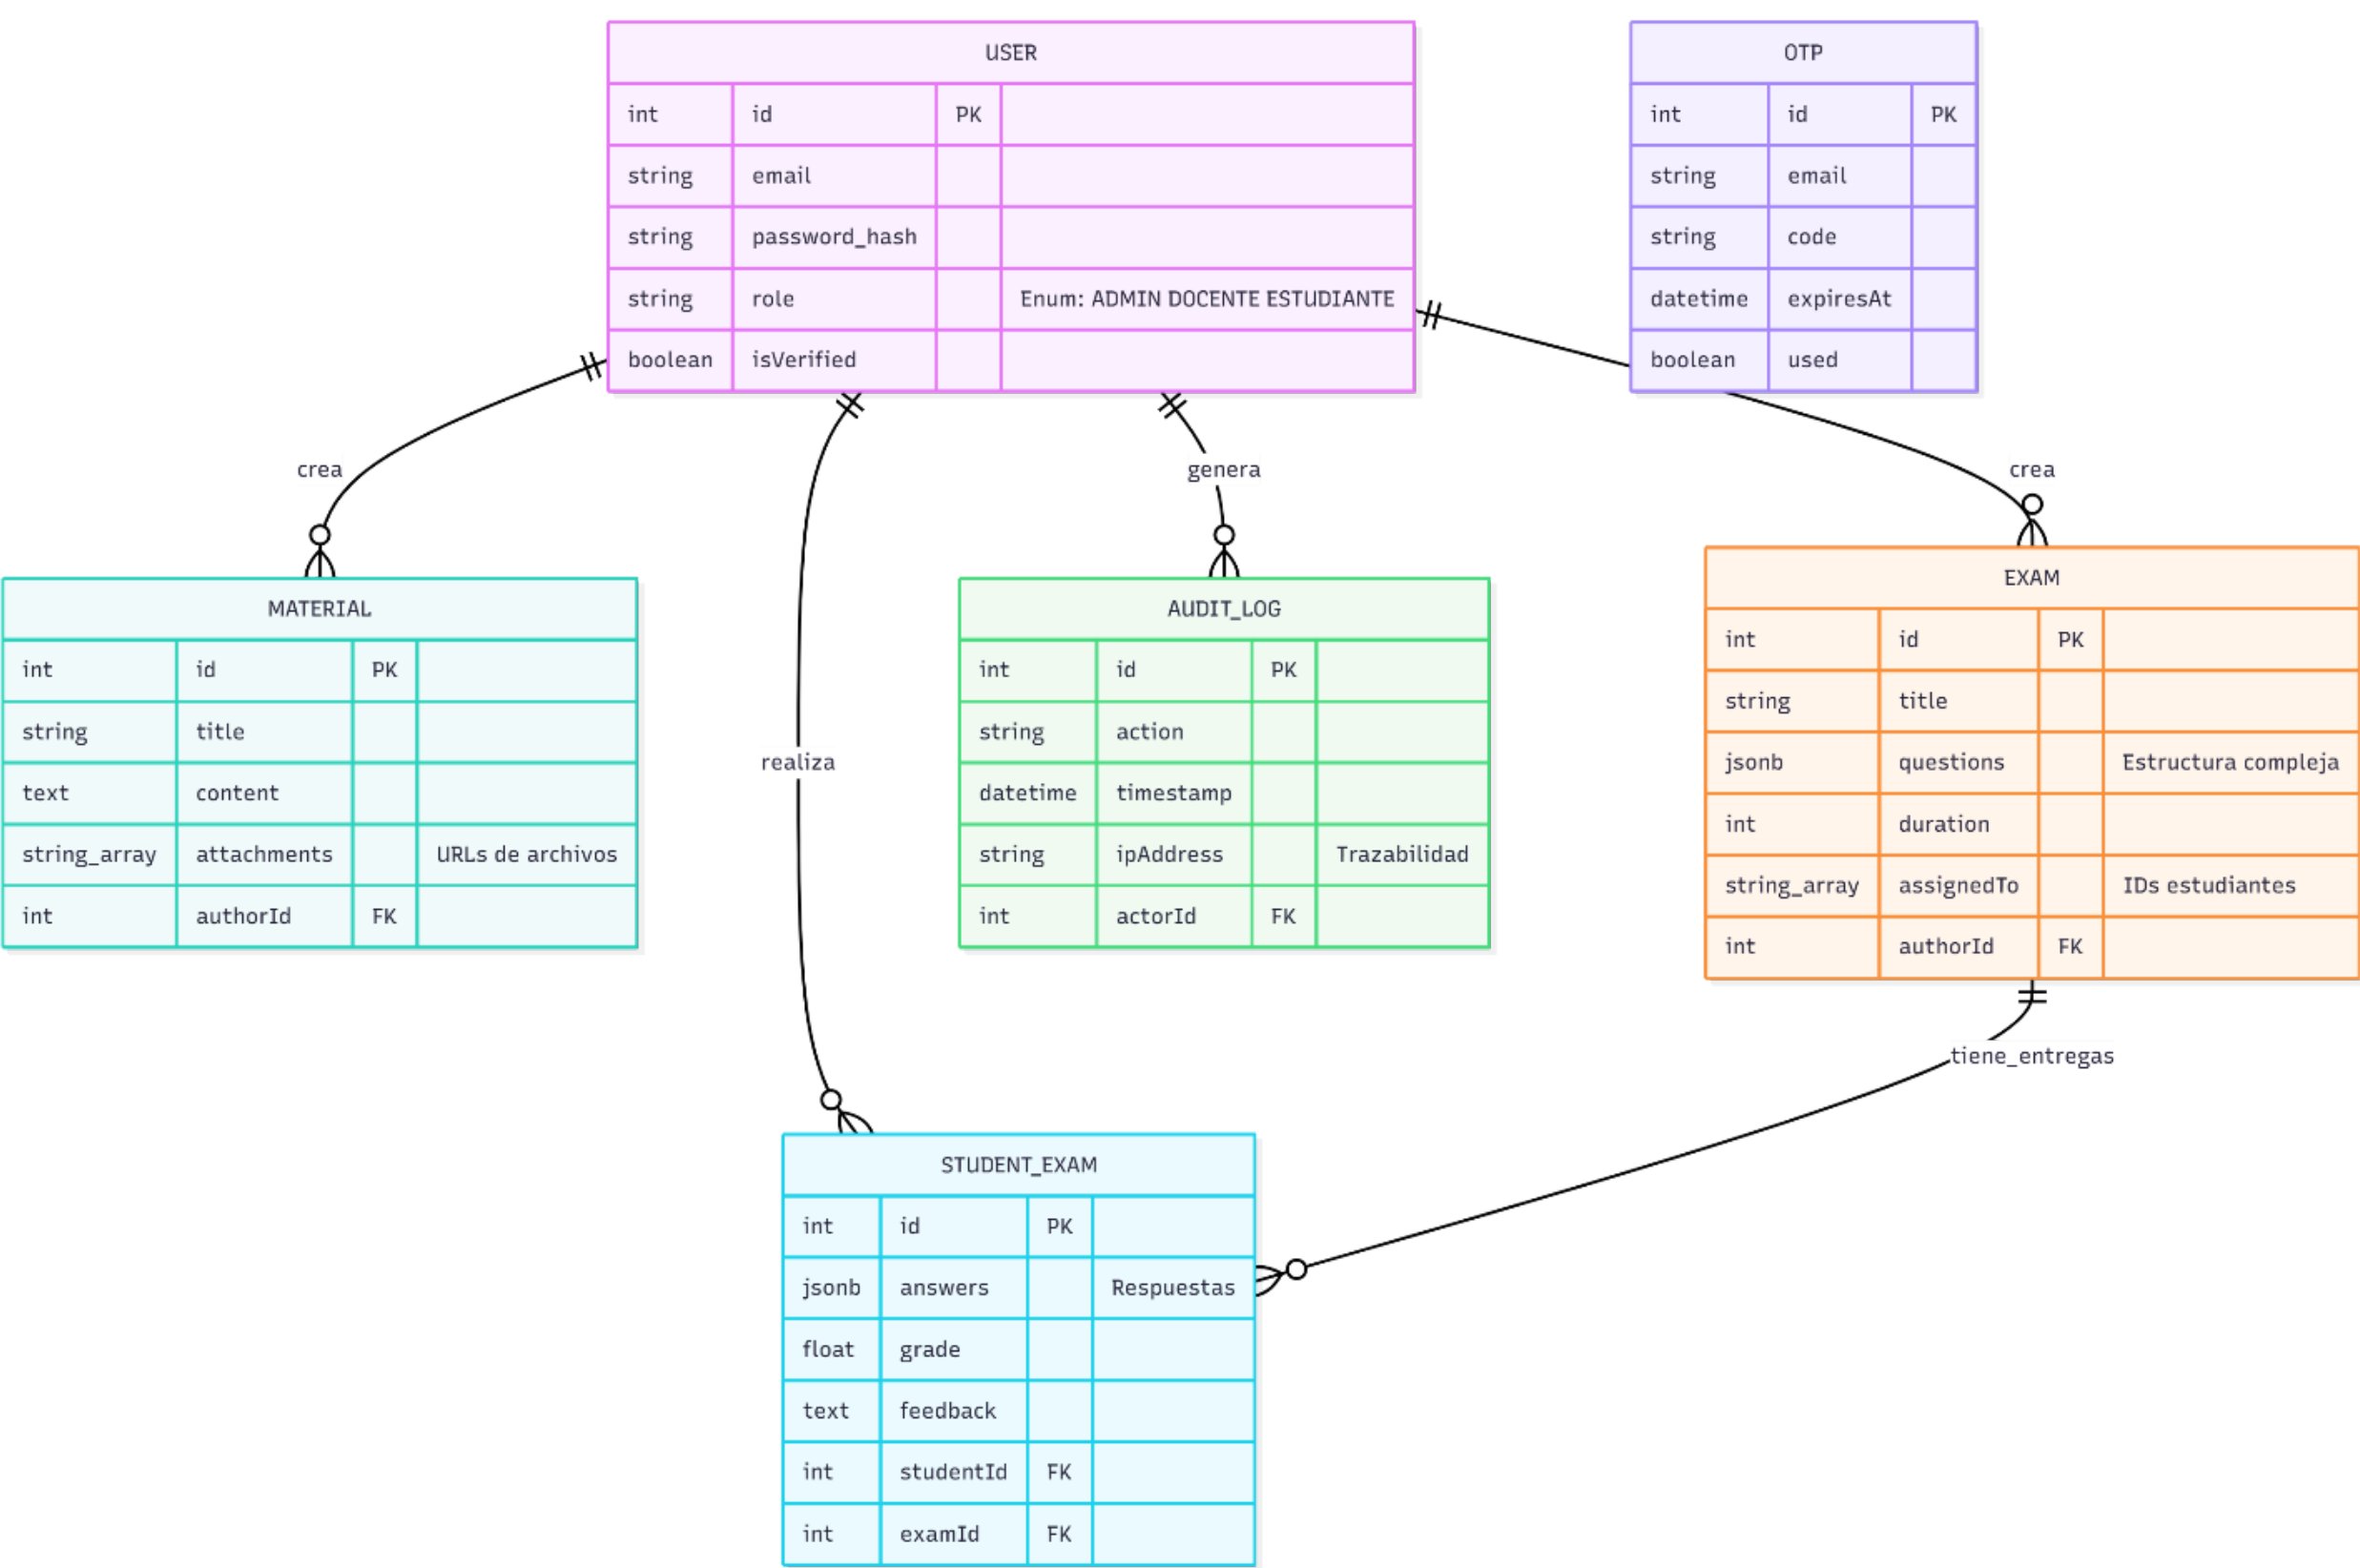 USER
int id PK
string email
string password_hash
string role Enum: ADMIN DOCENTE ESTUDIANTE
boolean isVerified
OTP
int id PK
string email
string code
datetime expiresAt
boolean used
crea
genera
crea
MATERIAL
int id PK
string title
text content
string_array attachments URLs de archivos
int authorId FK
realiza
AUDIT_LOG
int id PK
string action
datetime timestamp
string ipAddress Trazabilidad
int actorId FK
EXAM
int id PK
string title
jsonb questions Estructura compleja
int duration
string_array assignedTo IDs estudiantes
int authorId FK
tiene_entregas
STUDENT_EXAM
int id PK
jsonb answers Respuestas
float grade
text feedback
int studentId FK
int examId FK